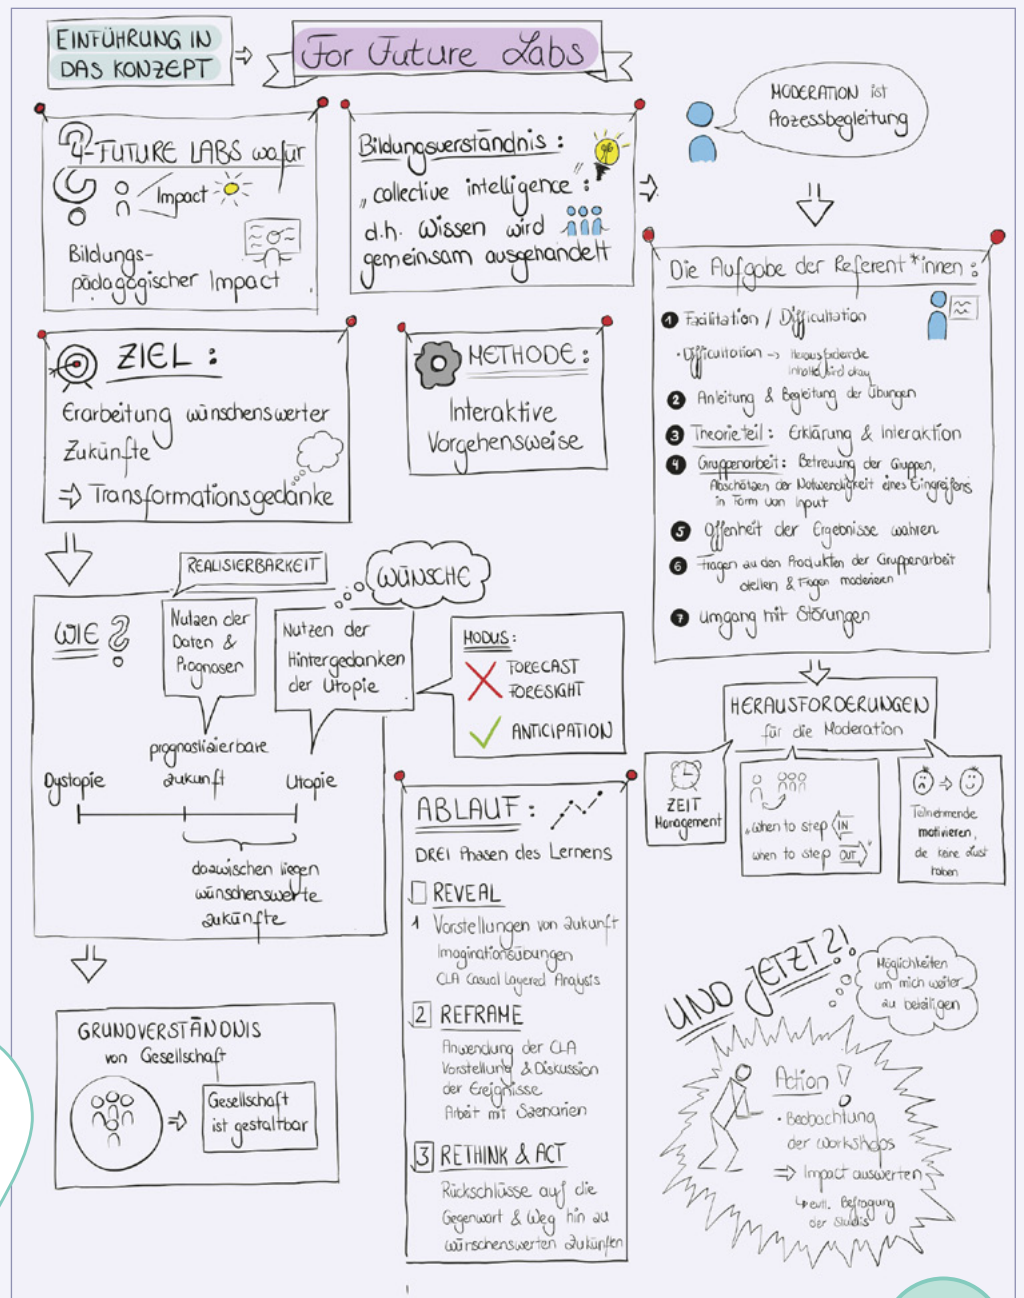 EINFÜHRUNG IN
DAS KONZEPT
For Future Labs
4-FUTURE LABS wofür
Impact
Bildungs-
pädagogischer Impact
Bildungsverständnis:
„collective intelligence":
d.h. Wissen wird
gemeinsam ausgehandelt
MODERATION ist
Prozessbegleitung
ZIEL:
Erarbeitung wünschenswerter
Zukünfte
⇒ Transformationsgedanke
METHODE:
Interaktive
Vorgehensweise
Die Aufgabe der Referent*innen:
1 Facilitation / Difficultation
• Difficultation → Herausfordernde
Inhalte wird okay
2 Anleitung & Begleitung der Übungen
3 Theorieteil: Erklärung & Interaktion
4 Gruppenarbeit: Betreuung der Gruppen,
Abschätzen der Notwendigkeit eines Eingreifens
in Form von Input
5 Offenheit der Ergebnisse wahren
6 Fragen zu den Produkten der Gruppenarbeit
stellen & Fragen moderieren
7 Umgang mit Störungen
WIE?
REALISIERBARKEIT
WÜNSCHE
Nutzen der
Daten &
Prognosen
Nutzen der
Hintergedanken
der Utopie
MODUS:
FORECAST
FORESIGHT
ANTICIPATION
prognostizierbare
Zukunft
Dystopie
Utopie
dazwischen liegen
wünschenswerte
Zukünfte
HERAUSFORDERUNGEN
für die Moderation
ZEIT
Management
„when to step IN
when to step OUT"
Teilnehmende
motivieren,
die keine Lust
haben
ABLAUF:
DREI Phasen des Lernens
REVEAL
1 Vorstellungen von Zukunft
Imaginationsübungen
CLA Casual Layered Analysis
2 REFRAME
Anwendung der CLA
Vorstellung & Diskussion
der Ereignisse
Arbeit mit Szenarien
3 RETHINK & ACT
Rückschlüsse auf die
Gegenwart & Weg hin zu
wünschenswerten Zukünften
GRUNDVERSTÄNDNIS
von Gesellschaft
Gesellschaft
ist gestaltbar
UND JETZT?!
Möglichkeiten
um mich weiter
zu beteiligen
Action!
• Beobachtung
der Workshops
⇒ Impact auswerten
↳ evtl. Befragung
der Studis